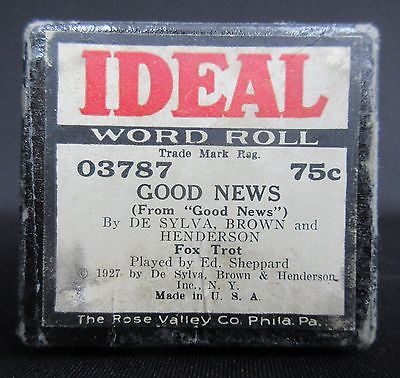 IDEAL
WORD ROLL
Trade Mark Reg.
03787 75c
GOOD NEWS
(From "Good News")
By DE SYLVA, BROWN and
HENDERSON
Fox Trot
Played by Ed. Sheppard
© 1927 by De Sylva, Brown & Henderson
Inc., N. Y.
Made in U. S. A.
The Rose Valley Co. Phila. Pa.